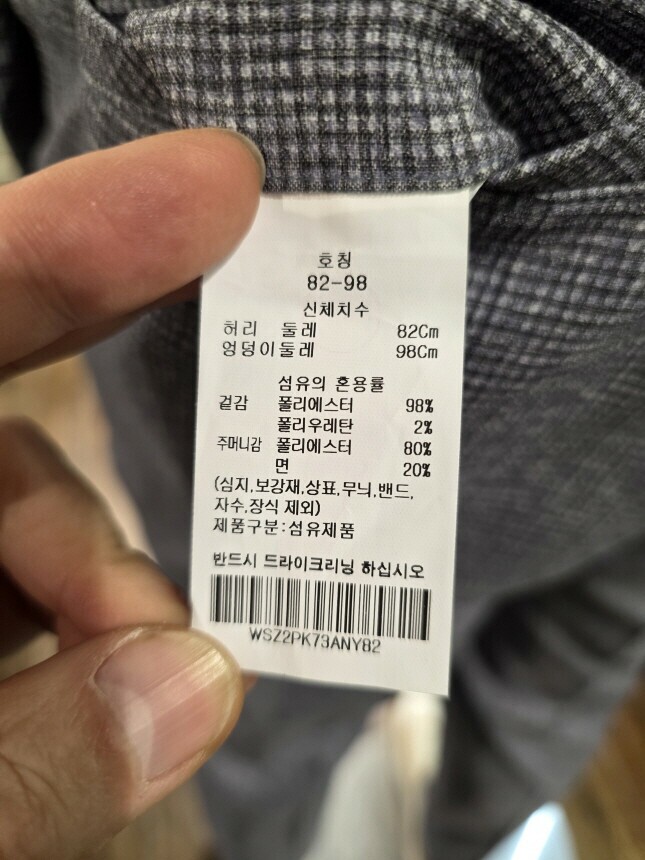 호칭
82-98
신체치수
허리 둘레 82Cm
엉덩이둘레 98Cm
섬유의 혼용률
겉감 폴리에스터 98%
폴리우레탄 2%
주머니감 폴리에스터 80%
면 20%
(심지,보강재,상표,무늬,밴드,
자수,장식 제외)
제품구분:섬유제품
반드시 드라이크리닝 하십시오
WSZ2PK73ANY82